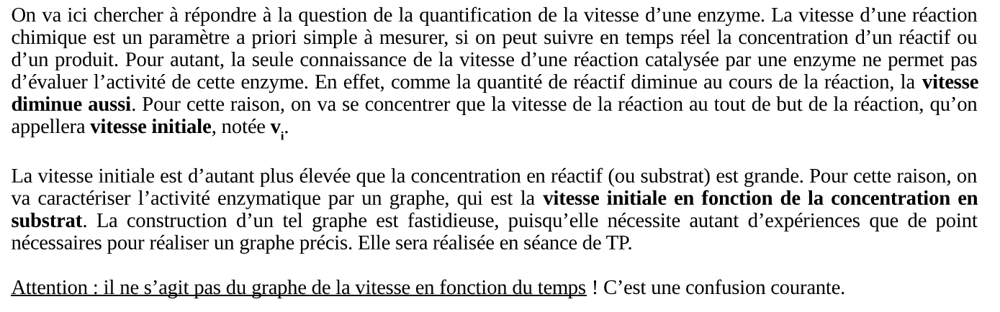 On va ici chercher à répondre à la question de la quantification de la vitesse d’une enzyme. La vitesse d’une réaction
chimique est un paramètre a priori simple à mesurer, si on peut suivre en temps réel la concentration d’un réactif ou
d’un produit. Pour autant, la seule connaissance de la vitesse d’une réaction catalysée par une enzyme ne permet pas
d’évaluer l’activité de cette enzyme. En effet, comme la quantité de réactif diminue au cours de la réaction, la vitesse
diminue aussi. Pour cette raison, on va se concentrer que la vitesse de la réaction au tout de but de la réaction, qu’on
appellera vitesse initiale, notée vi.
La vitesse initiale est d’autant plus élevée que la concentration en réactif (ou substrat) est grande. Pour cette raison, on
va caractériser l’activité enzymatique par un graphe, qui est la vitesse initiale en fonction de la concentration en
substrat. La construction d’un tel graphe est fastidieuse, puisqu’elle nécessite autant d’expériences que de point
nécessaires pour réaliser un graphe précis. Elle sera réalisée en séance de TP.
Attention : il ne s’agit pas du graphe de la vitesse en fonction du temps ! C’est une confusion courante.